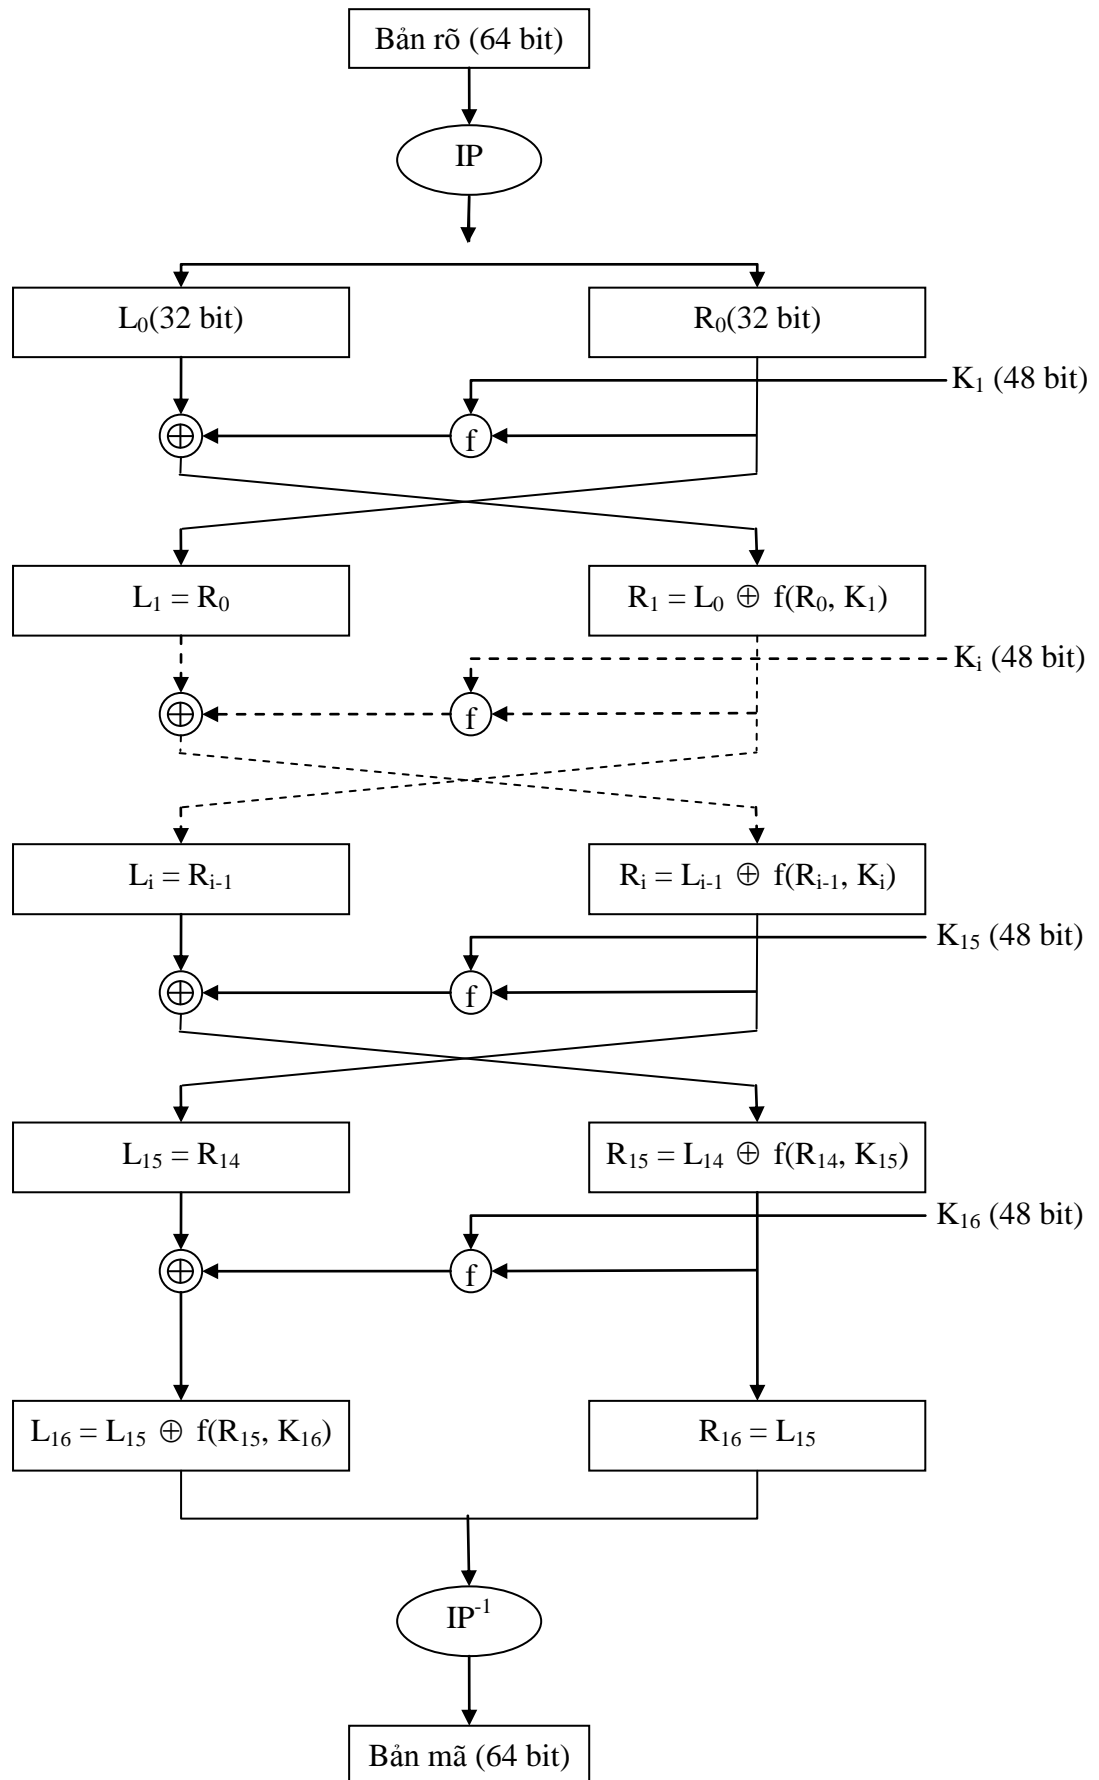 Bản rõ (64 bit)
IP
L₀(32 bit)
R₀(32 bit)
K₁ (48 bit)
⊕
f
L₁ = R₀
R₁ = L₀ ⊕ f(R₀, K₁)
Kᵢ (48 bit)
⊕
f
Lᵢ = Rᵢ₋₁
Rᵢ = Lᵢ₋₁ ⊕ f(Rᵢ₋₁, Kᵢ)
K₁₅ (48 bit)
⊕
f
L₁₅ = R₁₄
R₁₅ = L₁₄ ⊕ f(R₁₄, K₁₅)
K₁₆ (48 bit)
⊕
f
L₁₆ = L₁₅ ⊕ f(R₁₅, K₁₆)
R₁₆ = L₁₅
IP⁻¹
Bản mã (64 bit)